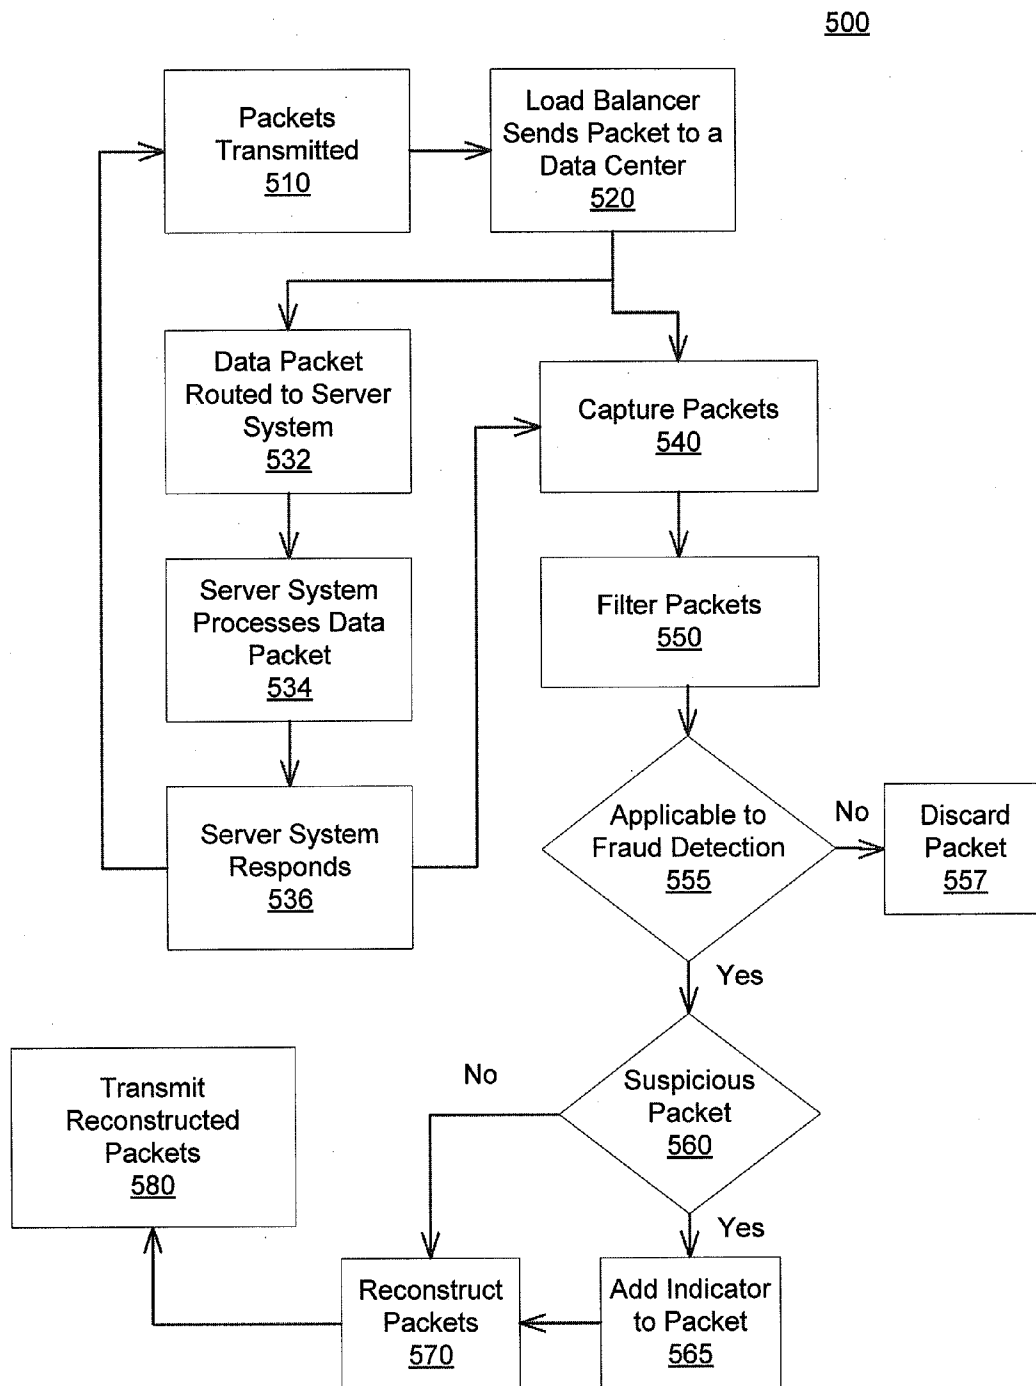 500
Packets
Transmitted
510
Load Balancer
Sends Packet to a
Data Center
520
Data Packet
Routed to Server
System
532
Capture Packets
540
Server System
Processes Data
Packet
534
Filter Packets
550
Server System
Responds
536
Applicable to
Fraud Detection
555
No
Discard
Packet
557
Yes
Suspicious
Packet
560
No
Transmit
Reconstructed
Packets
580
Yes
Reconstruct
Packets
570
Add Indicator
to Packet
565